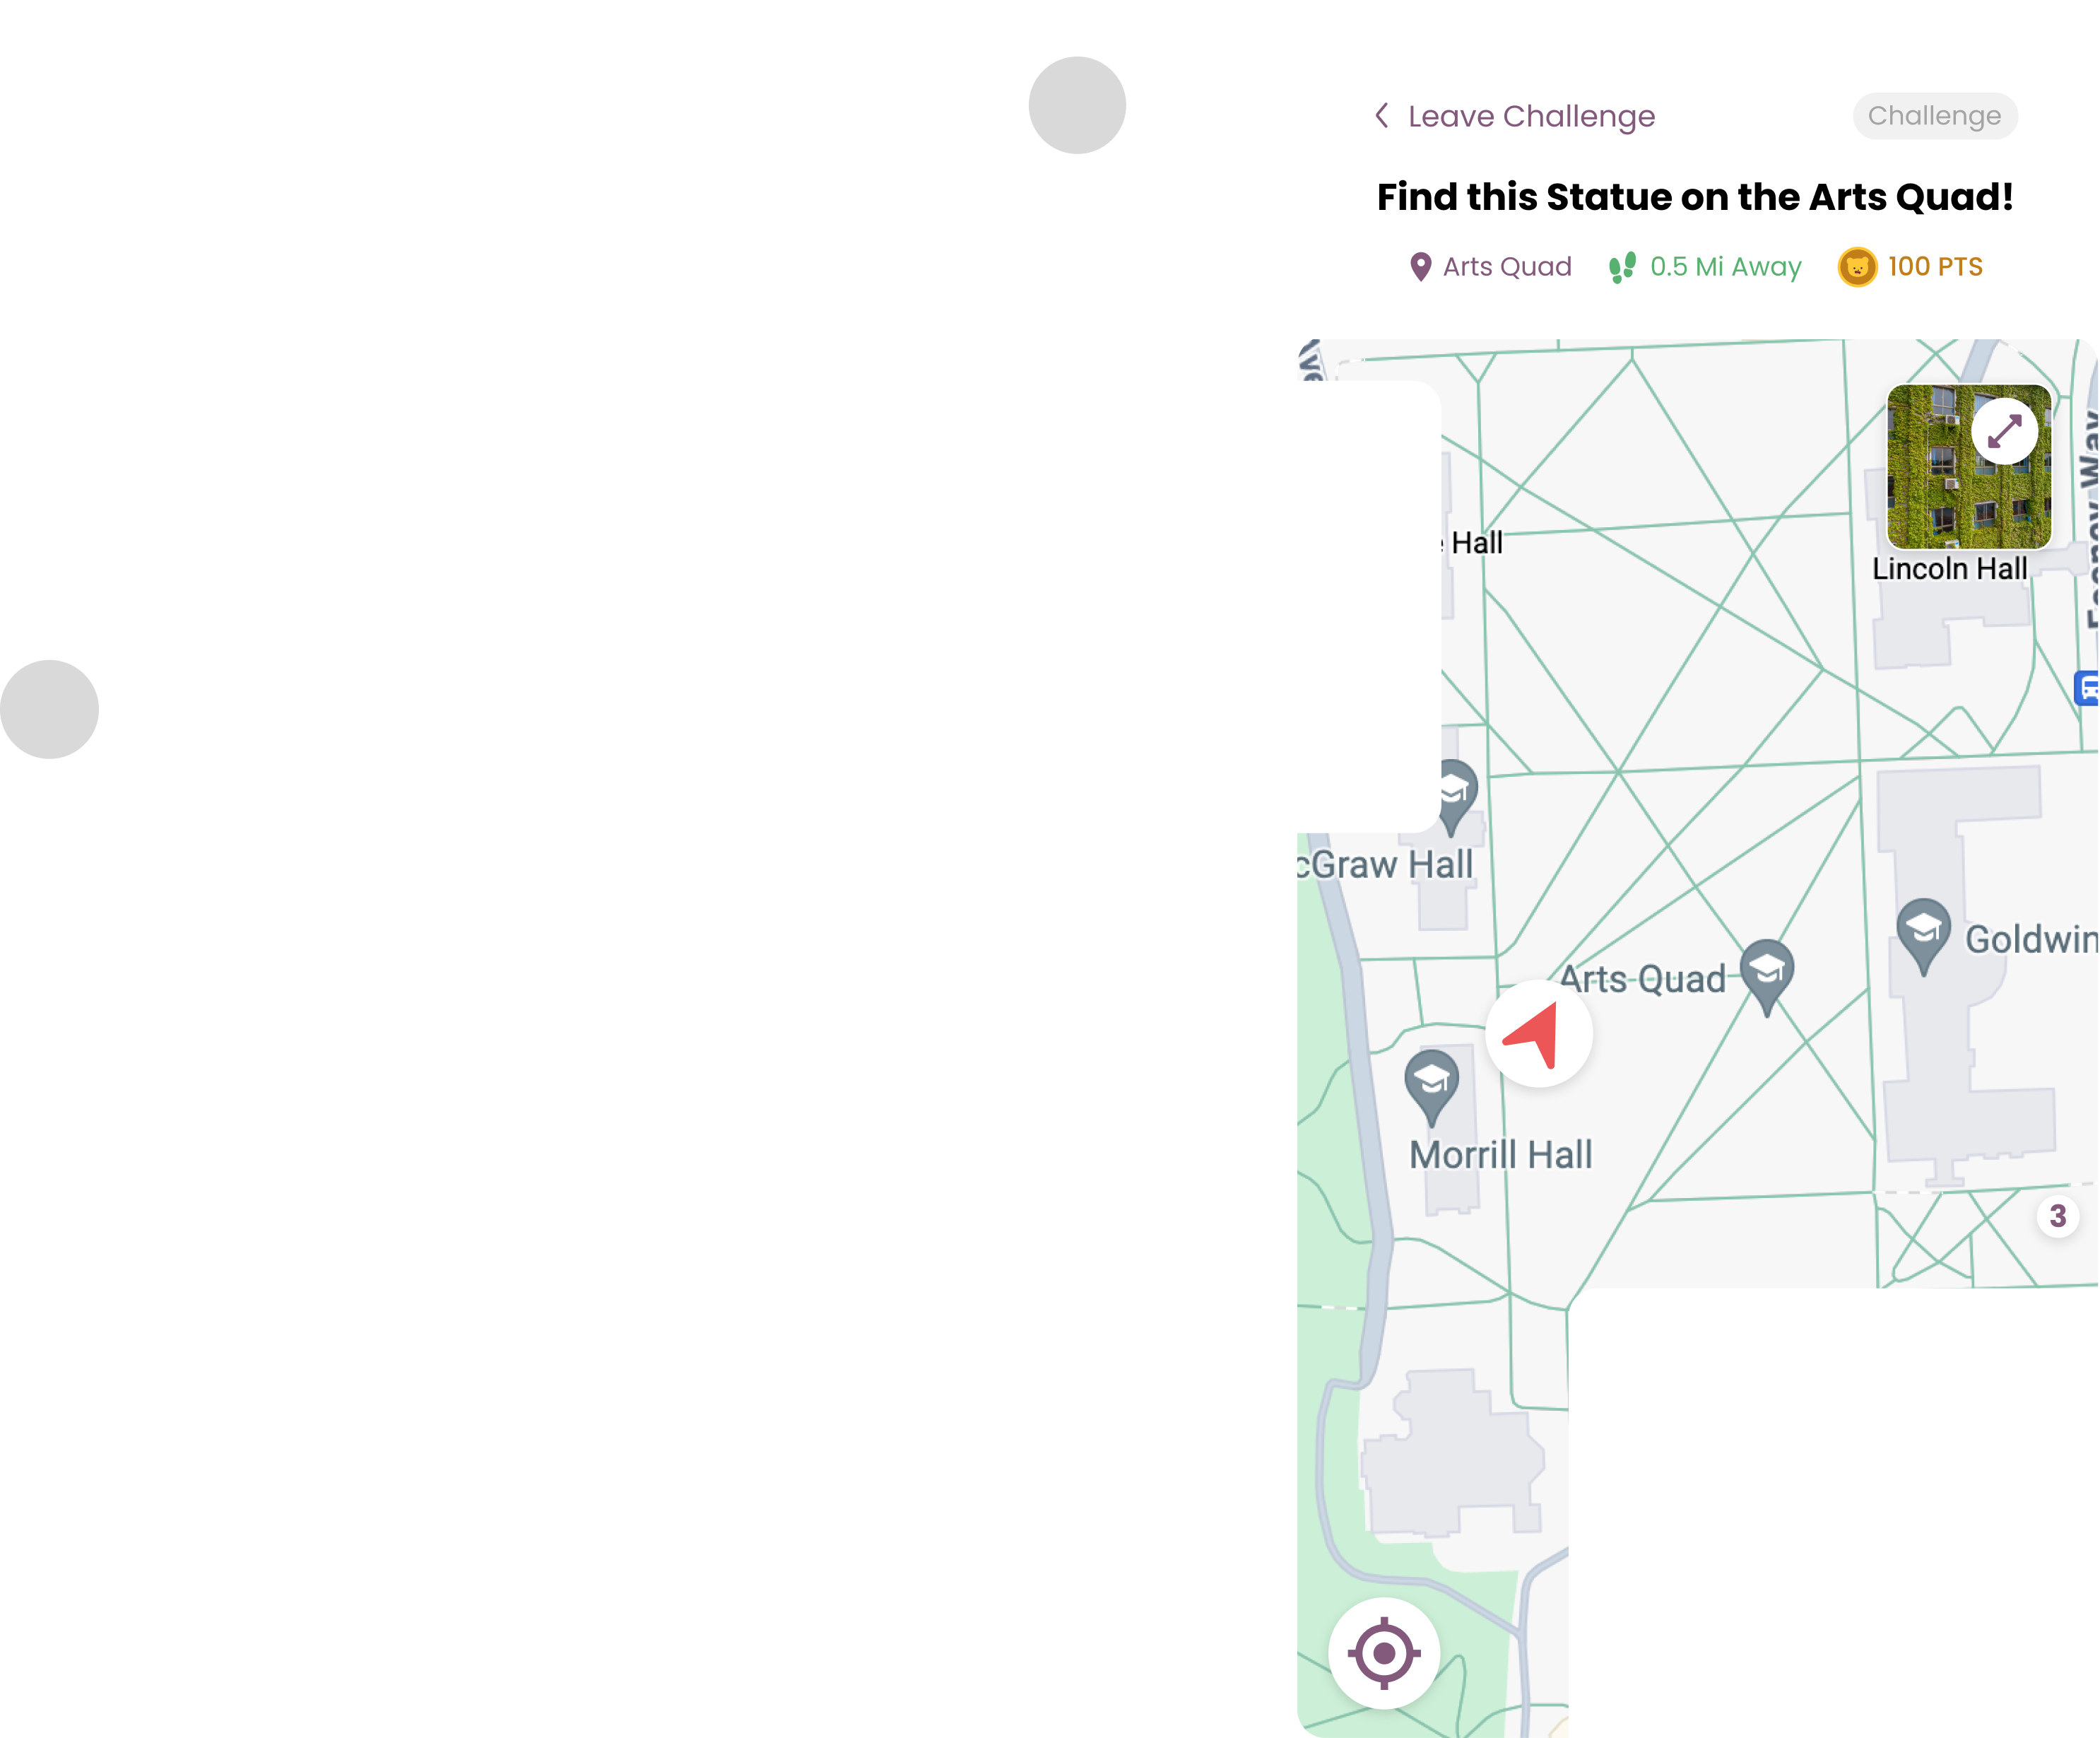 Leave Challenge
Challenge
Find this Statue on the Arts Quad!
Arts Quad
0.5 Mi Away
100 PTS
Hall
Lincoln Hall
Way
cGraw Hall
Arts Quad
Goldwin
Morrill Hall
3